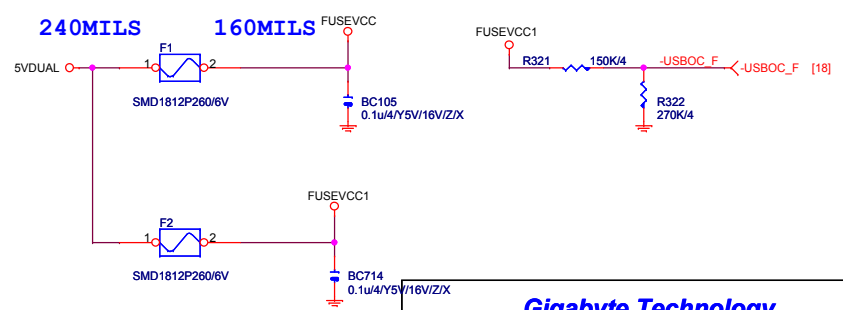 240MILS 160MILS FUSEVCC
FUSEVCC1
F1
1 2
5VDUAL
SMD1812P260/6V
BC105
0.1u/4/Y5V/16V/Z/X
R321 150K/4 -USBOC_F
-USBOC_F [18]
R322
270K/4
FUSEVCC1
F2
1 2
SMD1812P260/6V
BC714
0.1u/4/Y5V/16V/Z/X
Gigabyte Technology